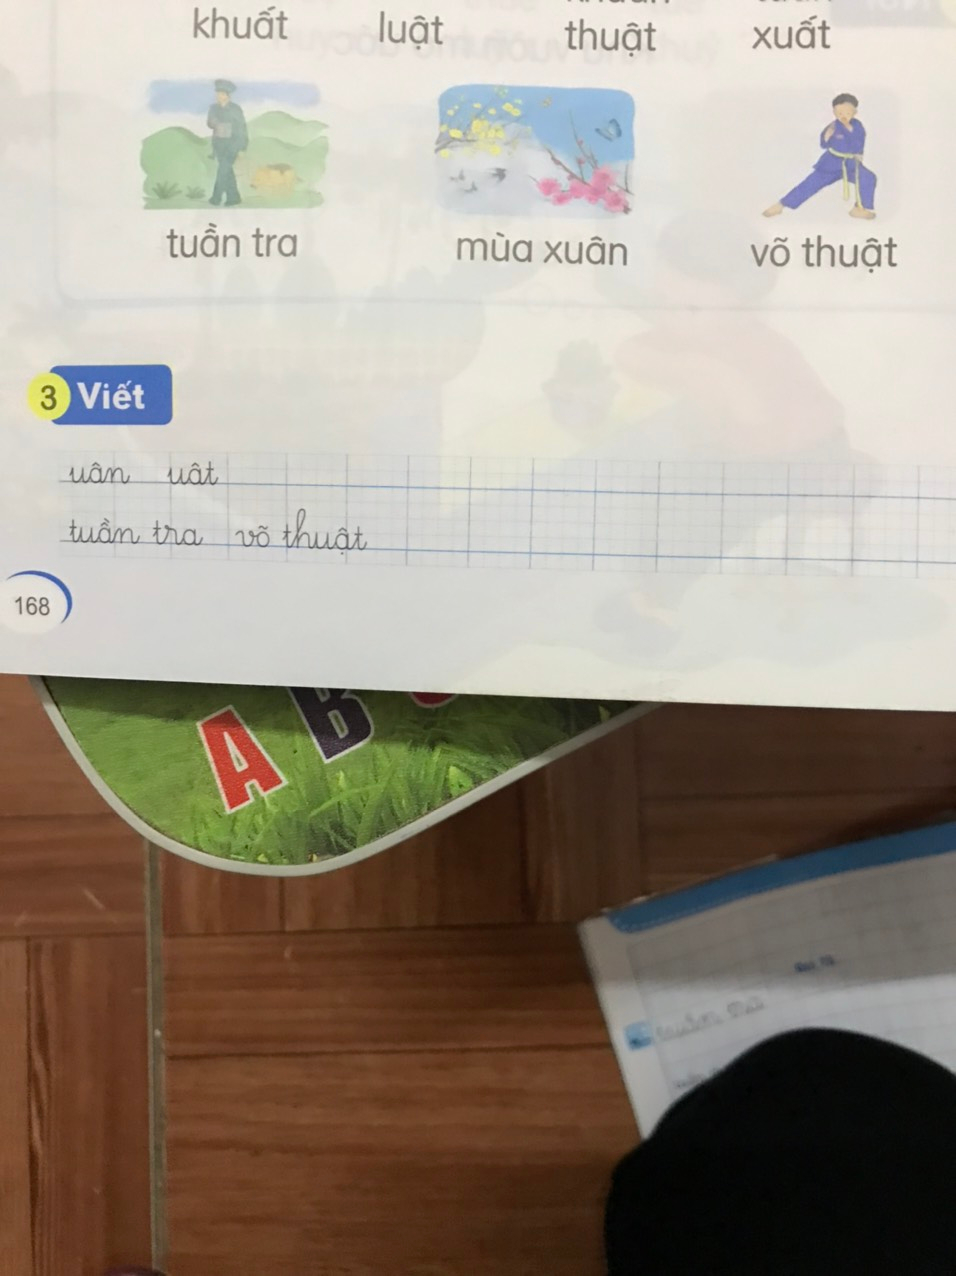 khuất luật thuật xuất
tuần tra mùa xuân võ thuật
3 Viết
uân uât
tuần tra võ thuật
168
A B